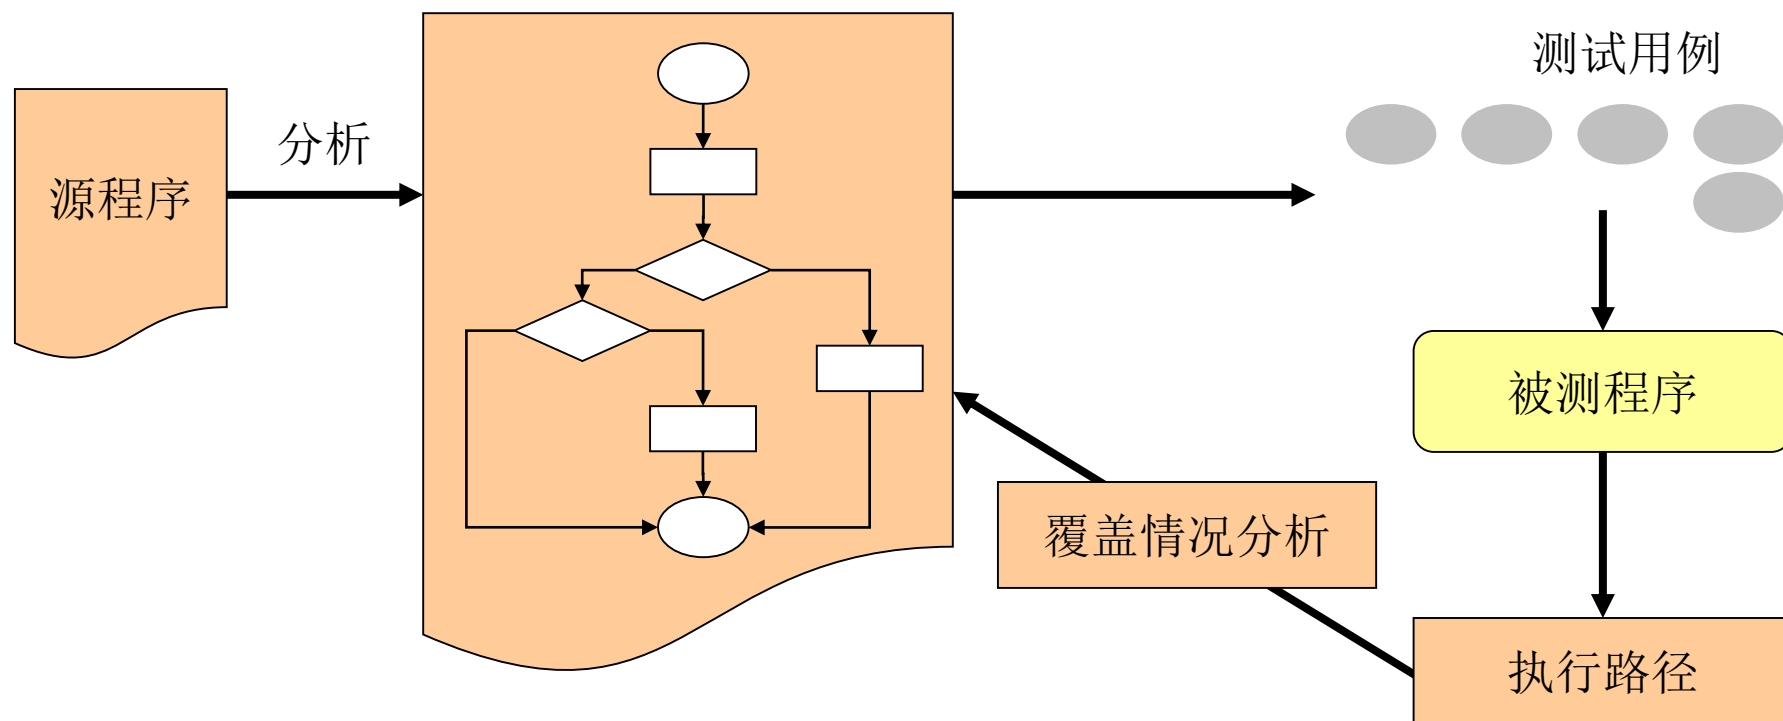 测试用例
分析
源程序
被测程序
覆盖情况分析
执行路径